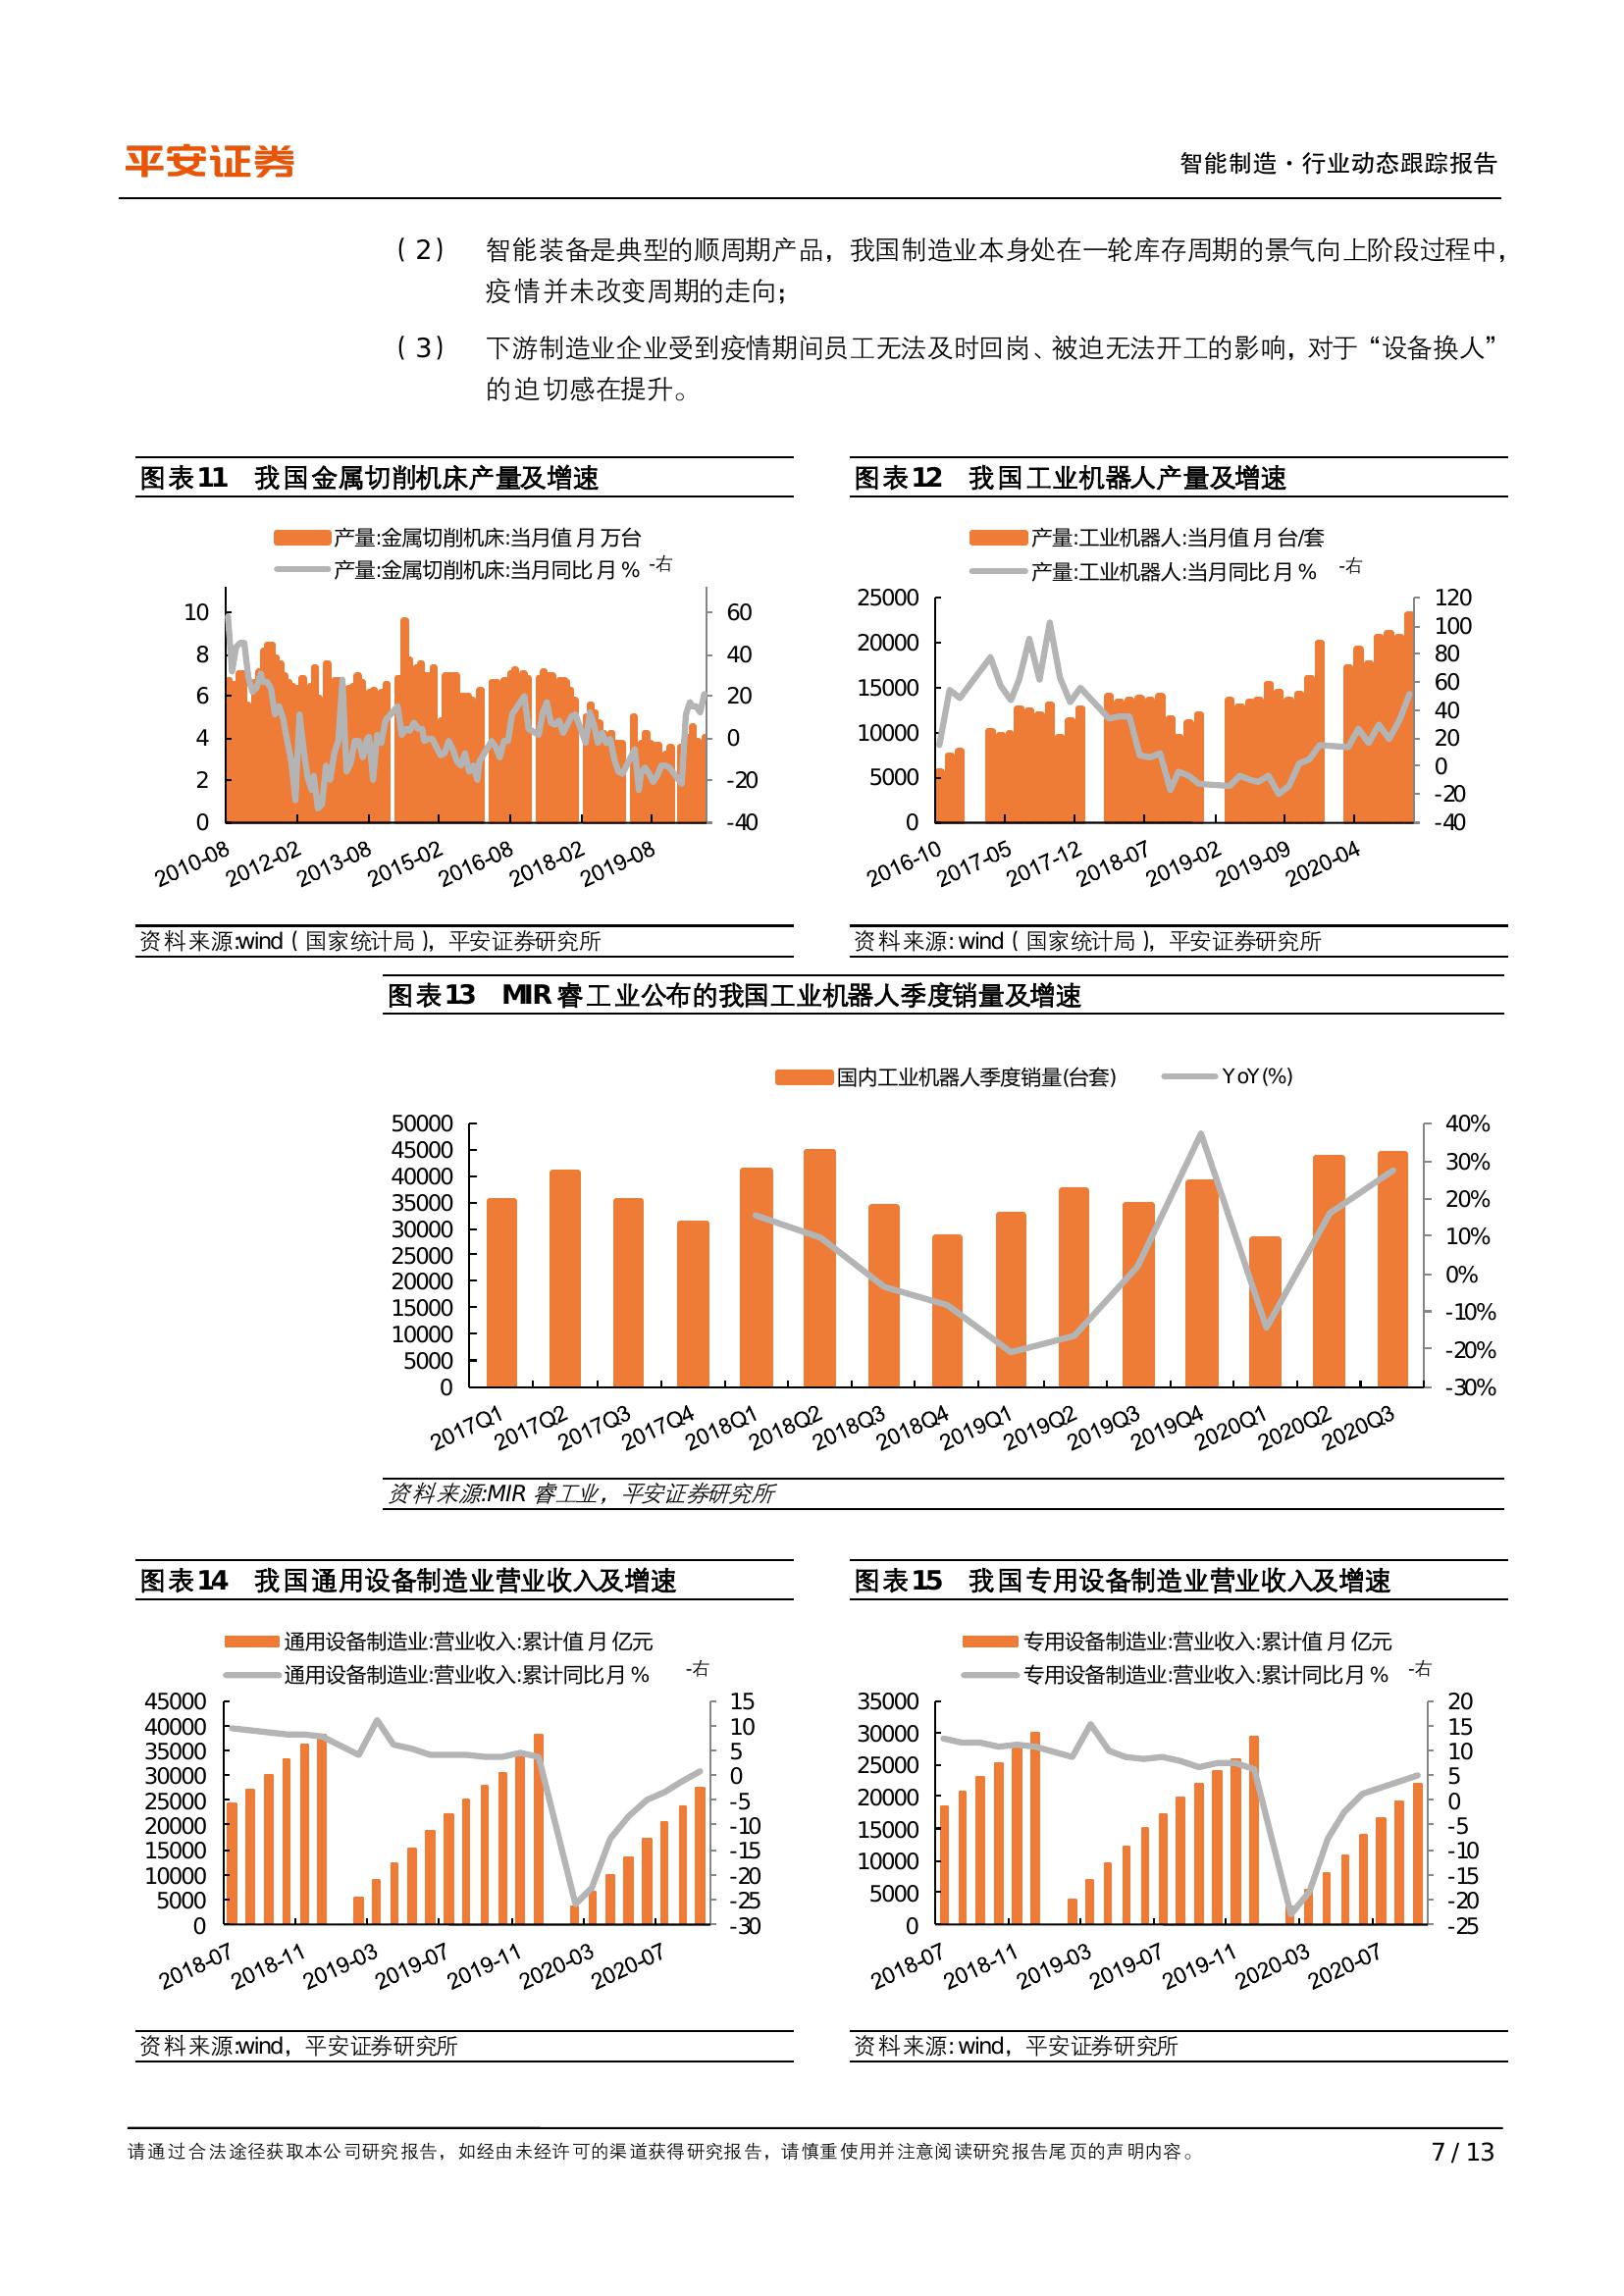 平安证券
智能制造·行业动态跟踪报告
（2） 智能装备是典型的顺周期产品，我国制造业本身处在一轮库存周期的景气向上阶段过程中，
疫情并未改变周期的走向；
（3） 下游制造业企业受到疫情期间员工无法及时回岗、被迫无法开工的影响，对于“设备换人”
的迫切感在提升。
图表11 我国金属切削机床产量及增速
产量:金属切削机床:当月值 月 万台
产量:金属切削机床:当月同比 月 % -右
10
8
6
4
2
0
60
40
20
0
-20
-40
2010-08 2012-02 2013-08 2015-02 2016-08 2018-02 2019-08
资料来源:wind（国家统计局），平安证券研究所
图表12 我国工业机器人产量及增速
产量:工业机器人:当月值 月 台/套
产量:工业机器人:当月同比 月 % -右
25000
20000
15000
10000
5000
0
120
100
80
60
40
20
0
-20
-40
2016-10 2017-05 2017-12 2018-07 2019-02 2019-09 2020-04
资料来源: wind（国家统计局），平安证券研究所
图表13 MIR 睿工业公布的我国工业机器人季度销量及增速
国内工业机器人季度销量(台套) YoY(%)
50000
45000
40000
35000
30000
25000
20000
15000
10000
5000
0
40%
30%
20%
10%
0%
-10%
-20%
-30%
2017Q1 2017Q2 2017Q3 2017Q4 2018Q1 2018Q2 2018Q3 2018Q4 2019Q1 2019Q2 2019Q3 2019Q4 2020Q1 2020Q2 2020Q3
资料来源:MIR 睿工业，平安证券研究所
图表14 我国通用设备制造业营业收入及增速
通用设备制造业:营业收入:累计值 月 亿元
通用设备制造业:营业收入:累计同比 月 % -右
45000
40000
35000
30000
25000
20000
15000
10000
5000
0
15
10
5
0
-5
-10
-15
-20
-25
-30
2018-07 2018-11 2019-03 2019-07 2019-11 2020-03 2020-07
资料来源:wind，平安证券研究所
图表15 我国专用设备制造业营业收入及增速
专用设备制造业:营业收入:累计值 月 亿元
专用设备制造业:营业收入:累计同比 月 % -右
35000
30000
25000
20000
15000
10000
5000
0
20
15
10
5
0
-5
-10
-15
-20
-25
2018-07 2018-11 2019-03 2019-07 2019-11 2020-03 2020-07
资料来源: wind，平安证券研究所
请通过合法途径获取本公司研究报告，如经由未经许可的渠道获得研究报告，请慎重使用并注意阅读研究报告尾页的声明内容。
7 / 13